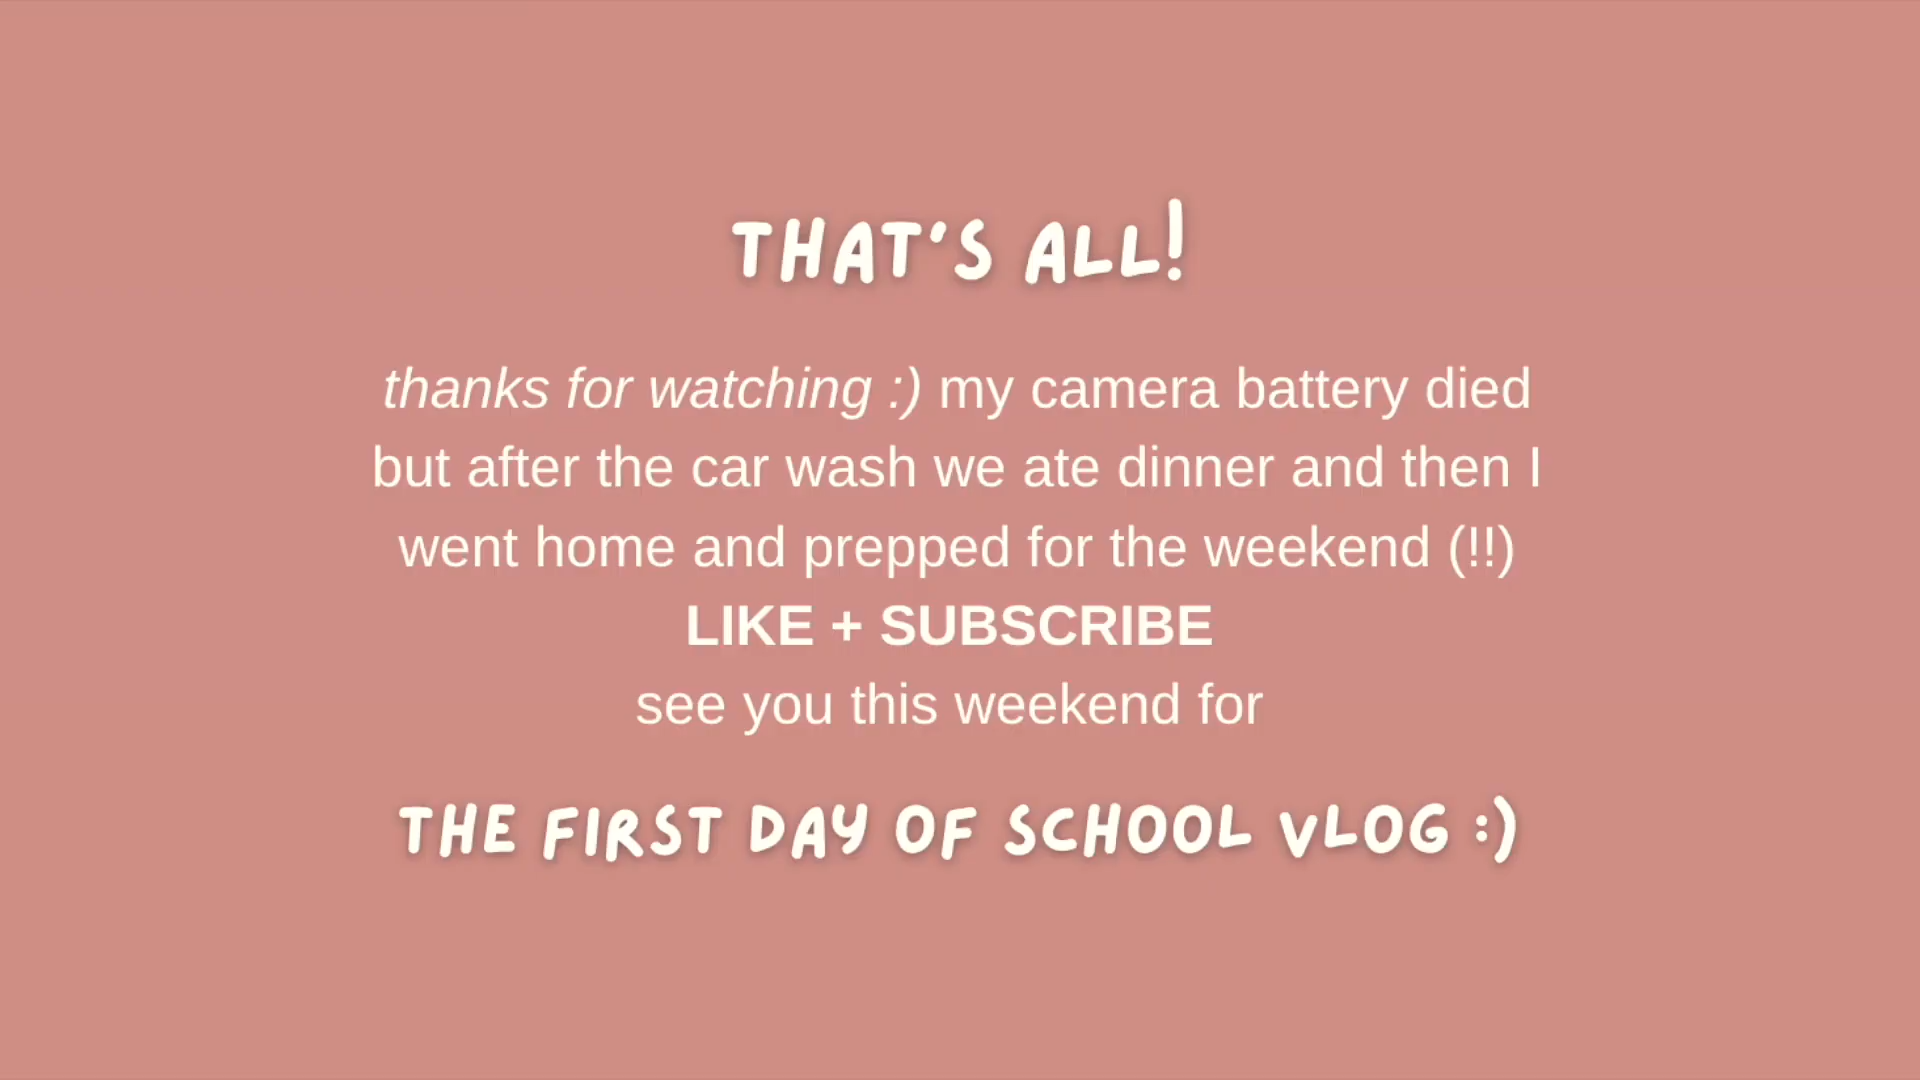 THAT'S ALL!
thanks for watching :) my camera battery died
but after the car wash we ate dinner and then I
went home and prepped for the weekend (!!)
LIKE + SUBSCRIBE
see you this weekend for
THE FIRST DAY OF SCHOOL VLOG :)